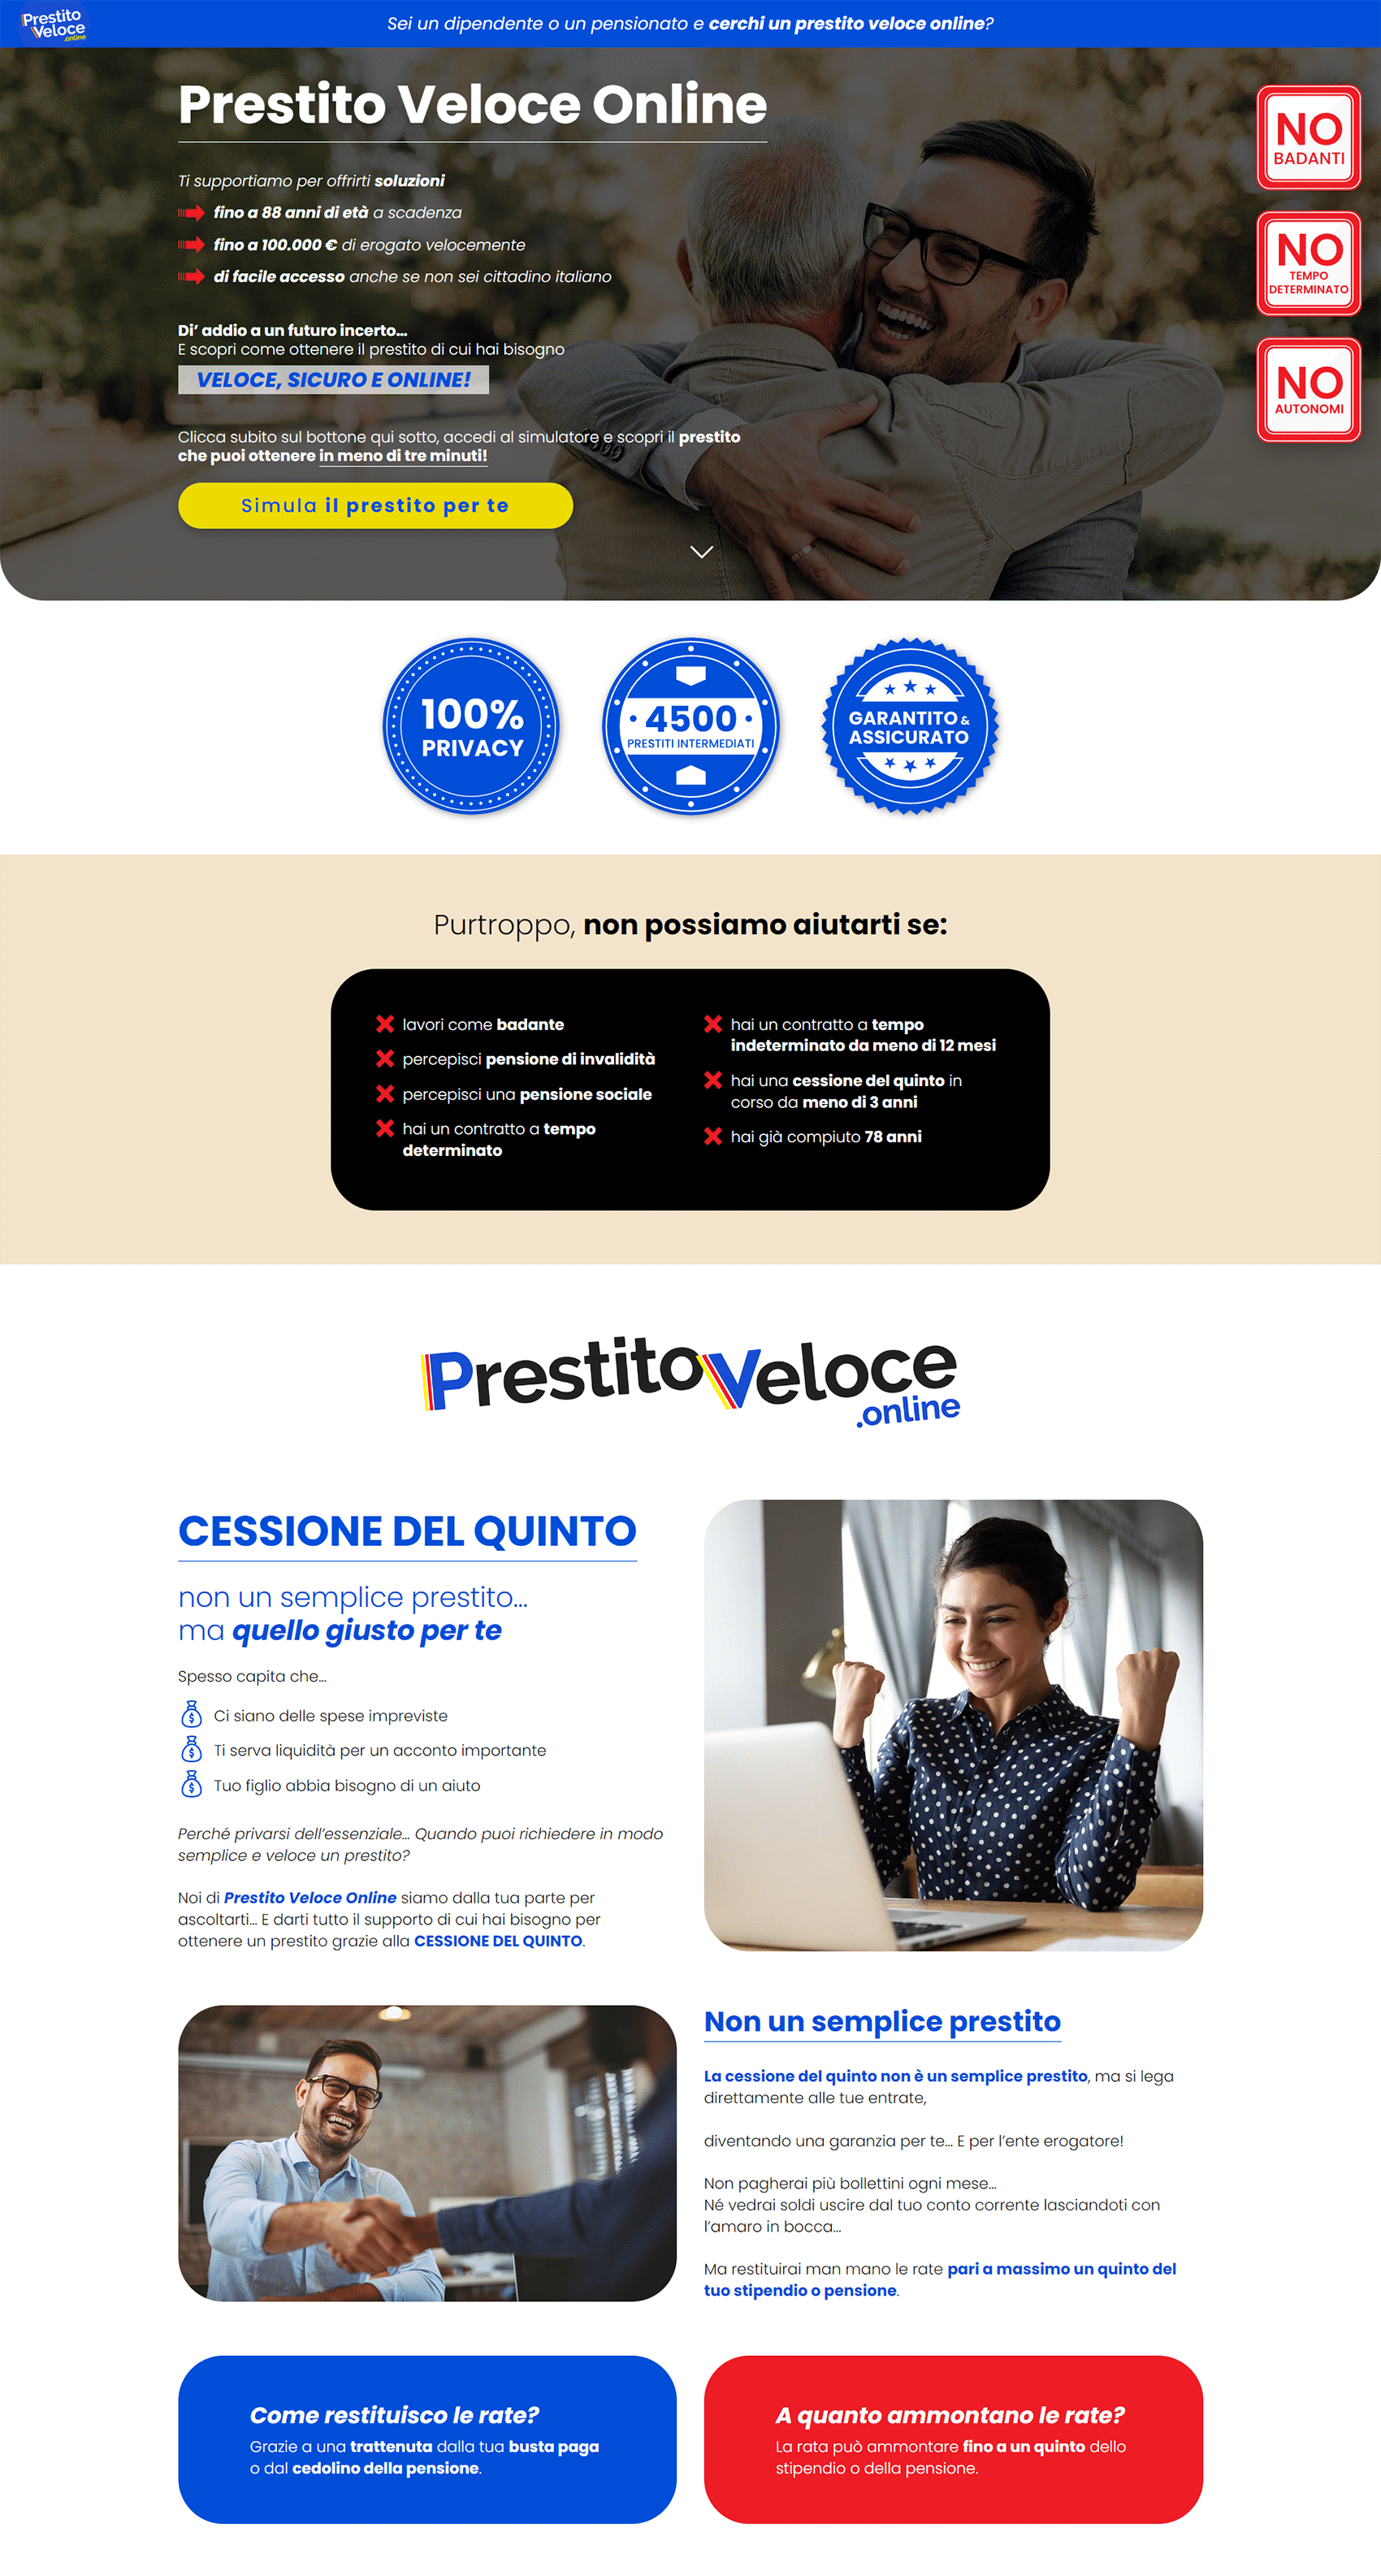 Prestito
Veloce
.online
Sei un dipendente o un pensionato e cerchi un prestito veloce online?
Prestito Veloce Online
Ti supportiamo per offrirti soluzioni
fino a 88 anni di età a scadenza
fino a 100.000 € di erogato velocemente
di facile accesso anche se non sei cittadino italiano
Di' addio a un futuro incerto...
E scopri come ottenere il prestito di cui hai bisogno
VELOCE, SICURO E ONLINE!
Clicca subito sul bottone qui sotto, accedi al simulatore e scopri il prestito
che puoi ottenere in meno di tre minuti!
Simula il prestito per te
NO
BADANTI
NO
TEMPO
DETERMINATO
NO
AUTONOMI
100%
PRIVACY
• 4500 •
PRESTITI INTERMEDIATI
GARANTITO &
ASSICURATO
Purtroppo, non possiamo aiutarti se:
lavori come badante
percepisci pensione di invalidità
percepisci una pensione sociale
hai un contratto a tempo
determinato
hai un contratto a tempo
indeterminato da meno di 12 mesi
hai una cessione del quinto in
corso da meno di 3 anni
hai già compiuto 78 anni
PrestitoVeloce
.online
CESSIONE DEL QUINTO
non un semplice prestito...
ma quello giusto per te
Spesso capita che...
Ci siano delle spese impreviste
Ti serva liquidità per un acconto importante
Tuo figlio abbia bisogno di un aiuto
Perché privarsi dell'essenziale... Quando puoi richiedere in modo
semplice e veloce un prestito?
Noi di Prestito Veloce Online siamo dalla tua parte per
ascoltarti... E darti tutto il supporto di cui hai bisogno per
ottenere un prestito grazie alla CESSIONE DEL QUINTO.
Non un semplice prestito
La cessione del quinto non è un semplice prestito, ma si lega
direttamente alle tue entrate,
diventando una garanzia per te... E per l'ente erogatore!
Non pagherai più bollettini ogni mese...
Né vedrai soldi uscire dal tuo conto corrente lasciandoti con
l'amaro in bocca...
Ma restituirai man mano le rate pari a massimo un quinto del
tuo stipendio o pensione.
Come restituisco le rate?
Grazie a una trattenuta dalla tua busta paga
o dal cedolino della pensione.
A quanto ammontano le rate?
La rata può ammontare fino a un quinto dello
stipendio o della pensione.